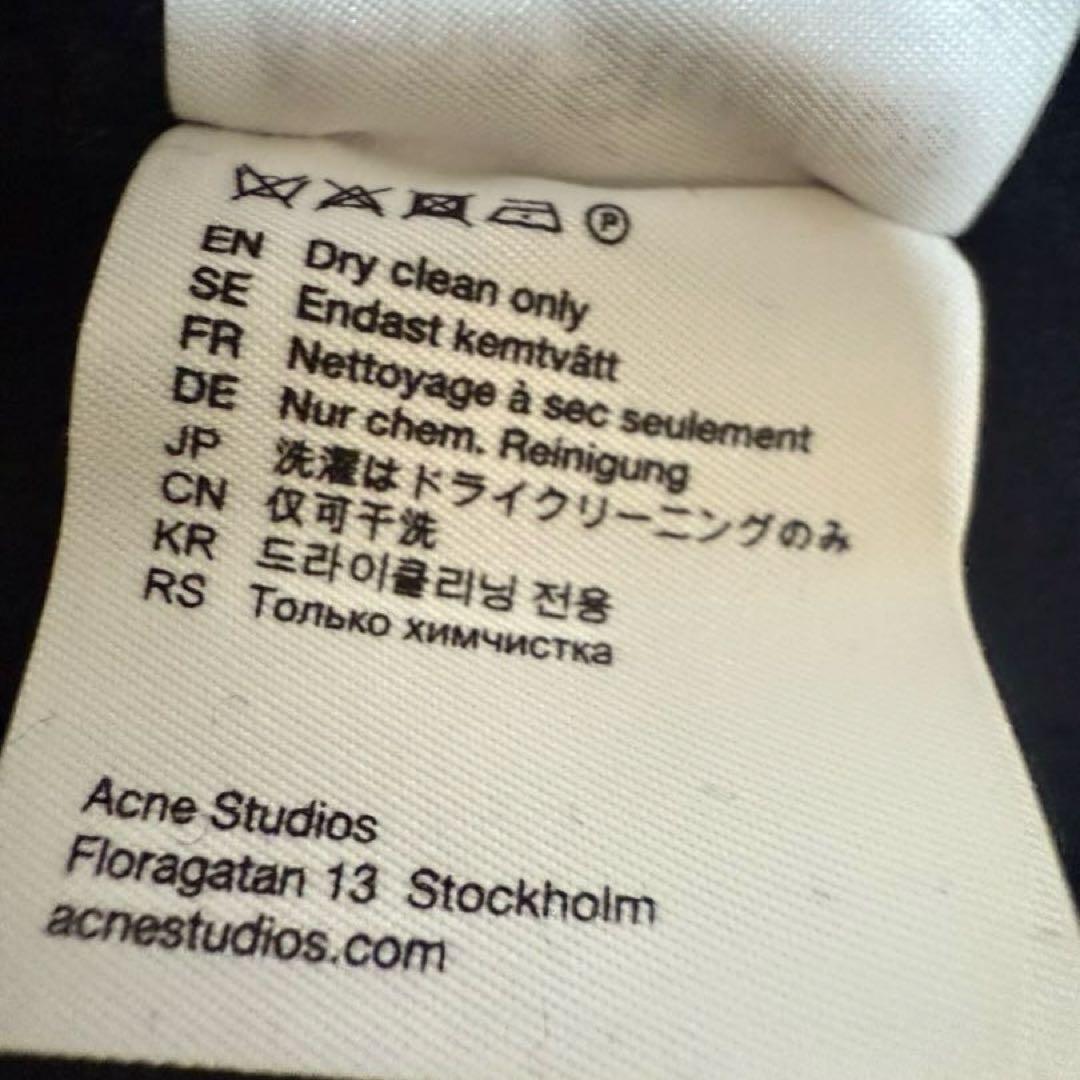 P
EN Dry clean only
SE Endast kemtvätt
FR Nettoyage à sec seulement
DE Nur chem. Reinigung
JP 洗濯はドライクリーニングのみ
CN 仅可干洗
KR 드라이클리닝 전용
RS Только химчистка
Acne Studios
Floragatan 13 Stockholm
acnestudios.com